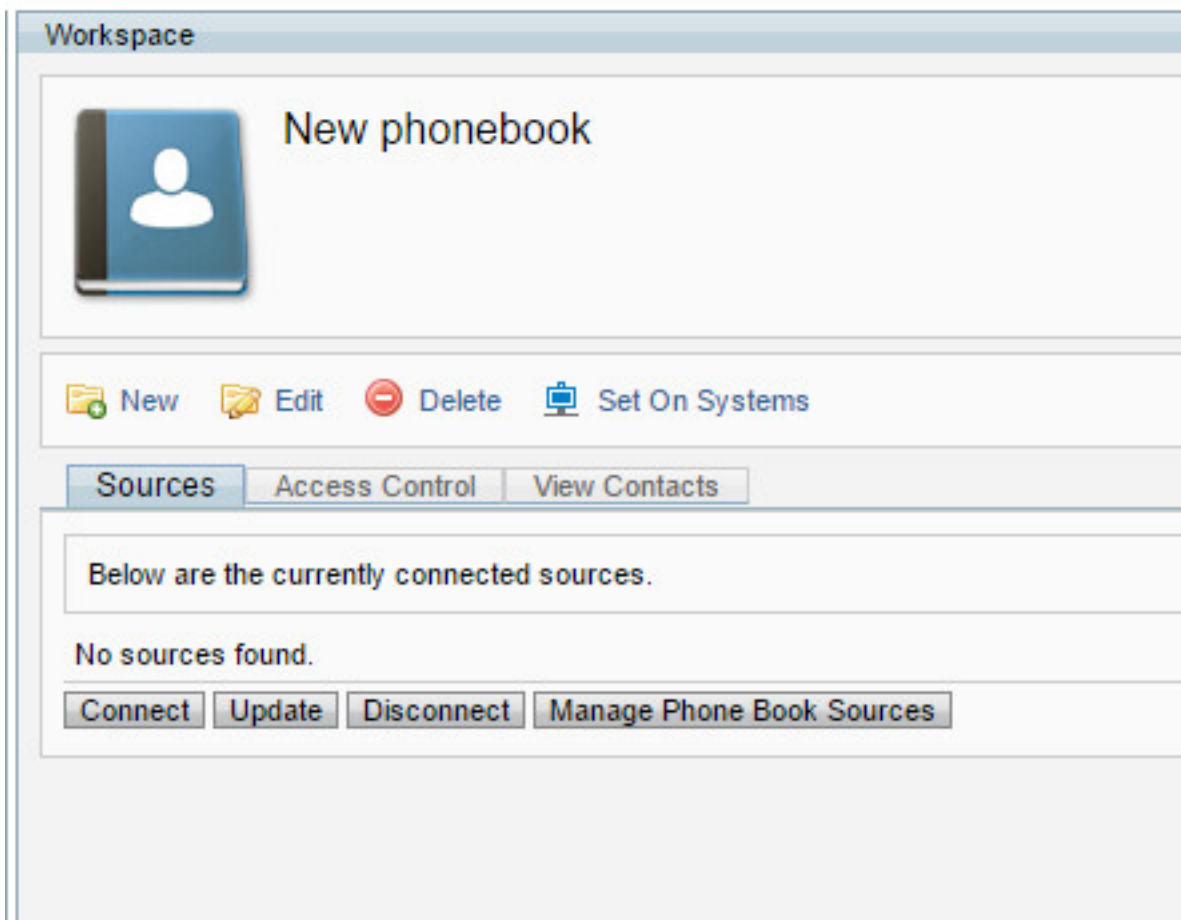 Workspace
New phonebook
New Edit Delete Set On Systems
Sources Access Control View Contacts
Below are the currently connected sources.
No sources found.
Connect Update Disconnect Manage Phone Book Sources